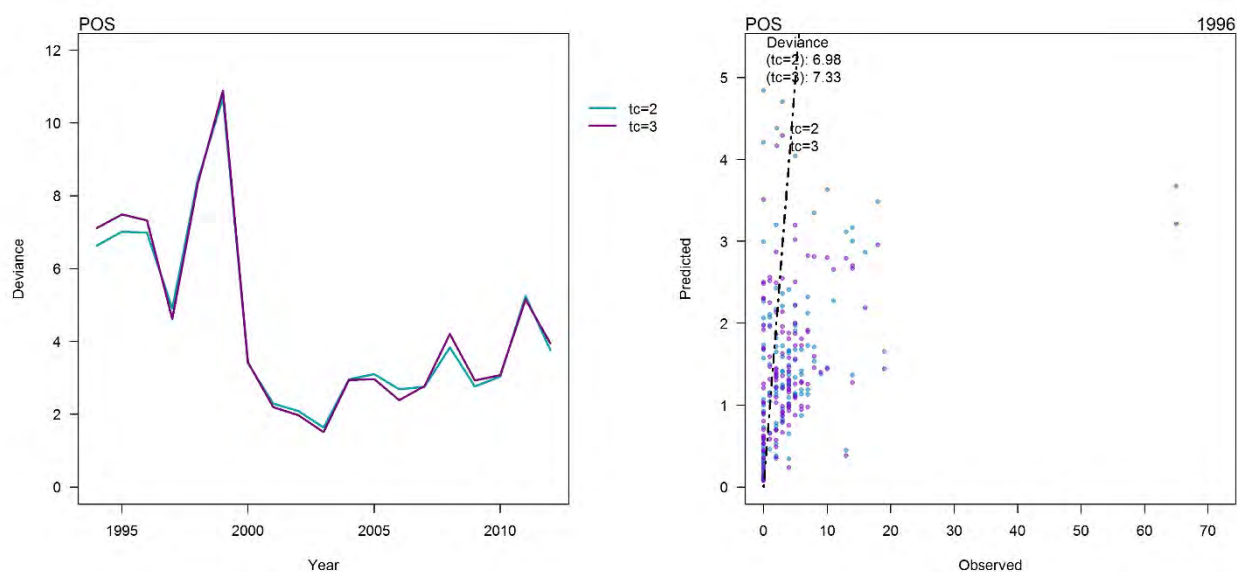 POS
12
10
8
6
4
2
0
Deviance
1995
2000
2005
2010
Year
tc=2
tc=3
POS
1996
Deviance
(tc=2): 6.98
(tc=3): 7.33
tc=2
tc=3
5
4
3
2
1
0
Predicted
0 10 20 30 40 50 60 70
Observed